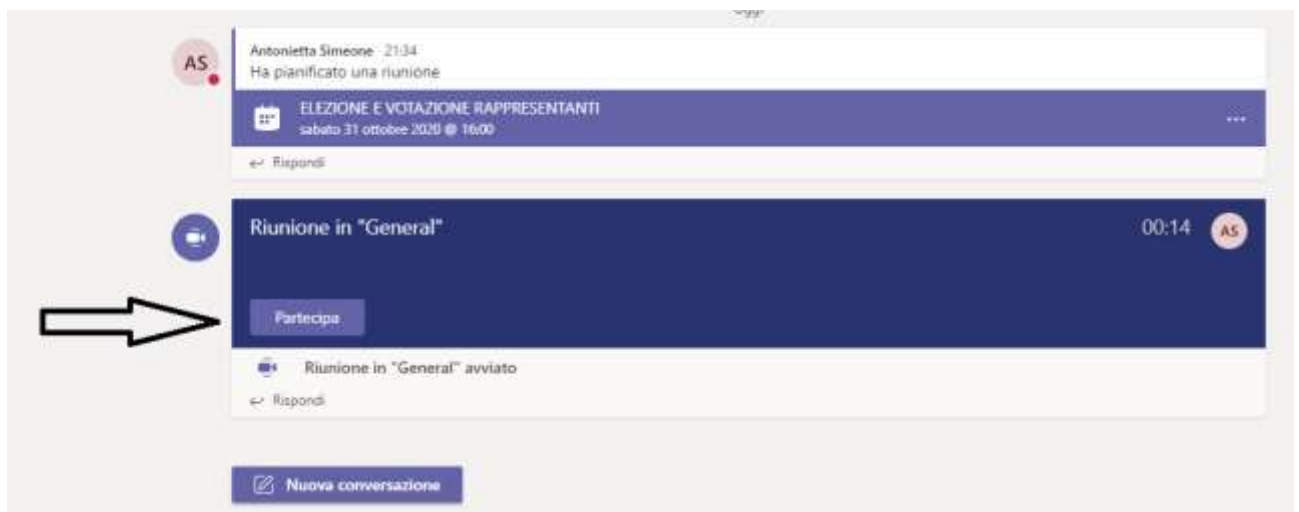 Oggi
AS
Antonietta Simeone 21:34
Ha pianificato una riunione
ELEZIONE E VOTAZIONE RAPPRESENTANTI
sabato 31 ottobre 2020 @ 16:00
...
Rispondi
Riunione in "General"
00:14 AS
Partecipa
Riunione in "General" avviato
Rispondi
Nuova conversazione